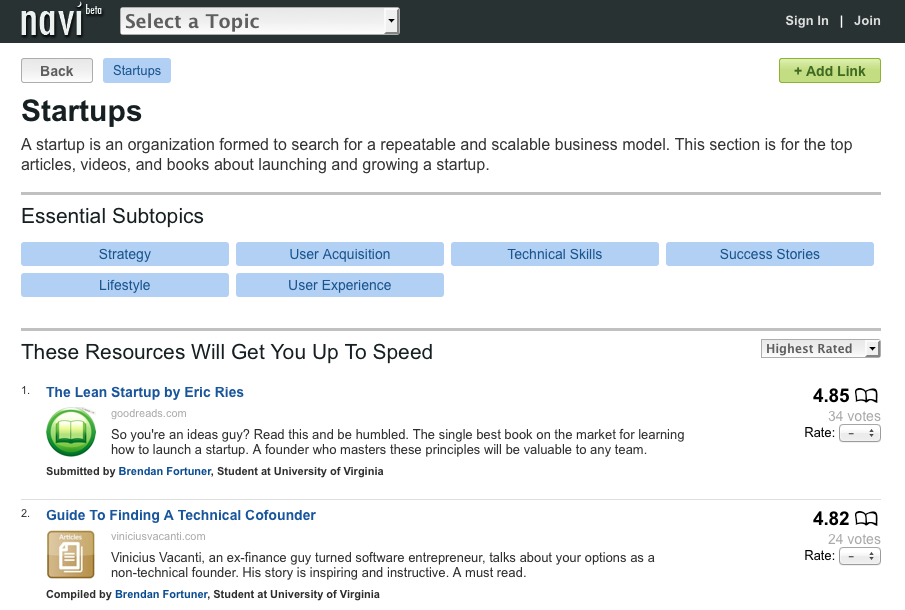 navi beta
Select a Topic
Sign In | Join
Back
Startups
+ Add Link
Startups
A startup is an organization formed to search for a repeatable and scalable business model. This section is for the top
articles, videos, and books about launching and growing a startup.
Essential Subtopics
Strategy
User Acquisition
Technical Skills
Success Stories
Lifestyle
User Experience
These Resources Will Get You Up To Speed
Highest Rated
1.
The Lean Startup by Eric Ries
goodreads.com
So you're an ideas guy? Read this and be humbled. The single best book on the market for learning
how to launch a startup. A founder who masters these principles will be valuable to any team.
Submitted by Brendan Fortuner, Student at University of Virginia
4.85
34 votes
Rate: –
2.
Guide To Finding A Technical Cofounder
Articles
viniciusvacanti.com
Vinicius Vacanti, an ex-finance guy turned software entrepreneur, talks about your options as a
non-technical founder. His story is inspiring and instructive. A must read.
Compiled by Brendan Fortuner, Student at University of Virginia
4.82
24 votes
Rate: –